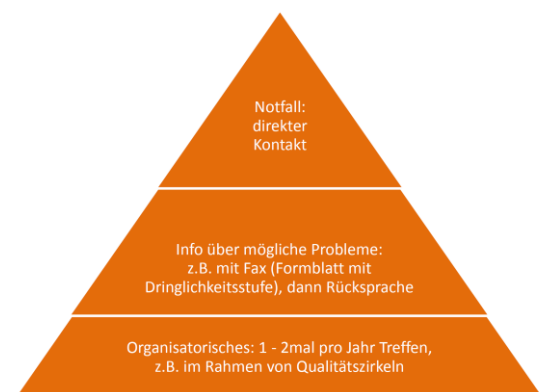 Notfall:
direkter
Kontakt
Info über mögliche Probleme:
z.B. mit Fax (Formblatt mit
Dringlichkeitsstufe), dann Rücksprache
Organisatorisches: 1 - 2mal pro Jahr Treffen,
z.B. im Rahmen von Qualitätszirkeln